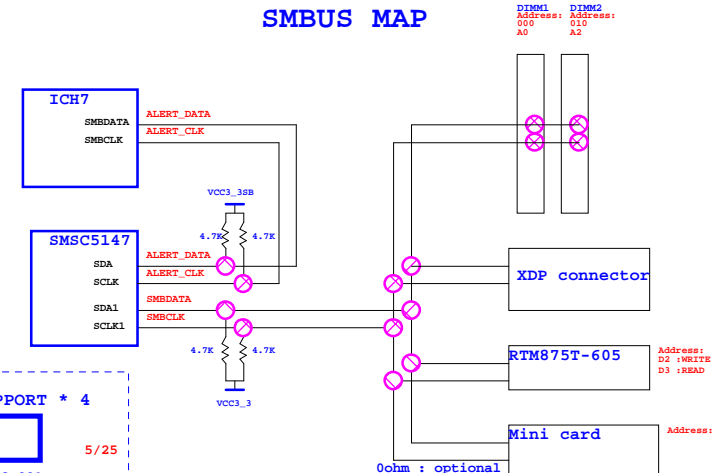 SMBUS MAP
DIMM1 DIMM2
Address: Address:
000 010
A0 A2
ICH7
SMBDATA
SMBCLK
ALERT_DATA
ALERT_CLK
VCC3_3SB
4.7K 4.7K
SMSC5147
SDA
SCLK
SDA1
SCLK1
ALERT_DATA
ALERT_CLK
SMBDATA
SMBCLK
4.7K 4.7K
VCC3_3
XDP connector
RTM875T-605
Address:
D2 :WRITE
D3 :READ
Mini card
Address:
0ohm : optional
PPORT * 4
5/25